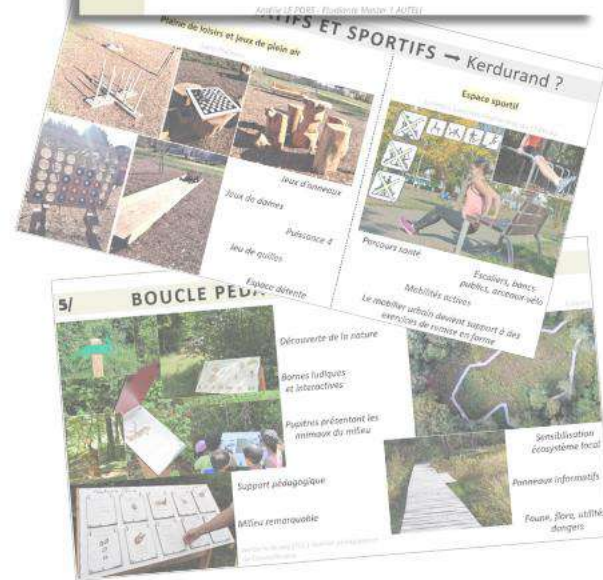 Anaëlle LE PORS - Etudiante Master 1 AUTELI
ATIFS ET SPORTIFS → Kerdurand ?
Plaine de loisirs et jeux de plein air
Jeux d'anneaux
Jeux de dames
Puissance 4
Jeu de quilles
Espace détente
Espace sportif
Parcours santé
Escaliers, bancs
publics, arceaux-vélo
Mobilités actives
Le mobilier urbain devient support à des
exercices de remise en forme
5/ BOUCLE PEDA
Découverte de la nature
Bornes ludiques
et interactives
Pupitres présentant les
animaux du milieu
Support pédagogique
Milieu remarquable
Sensibilisation
écosystème local
Panneaux informatifs
Faune, flore, utilité,
dangers